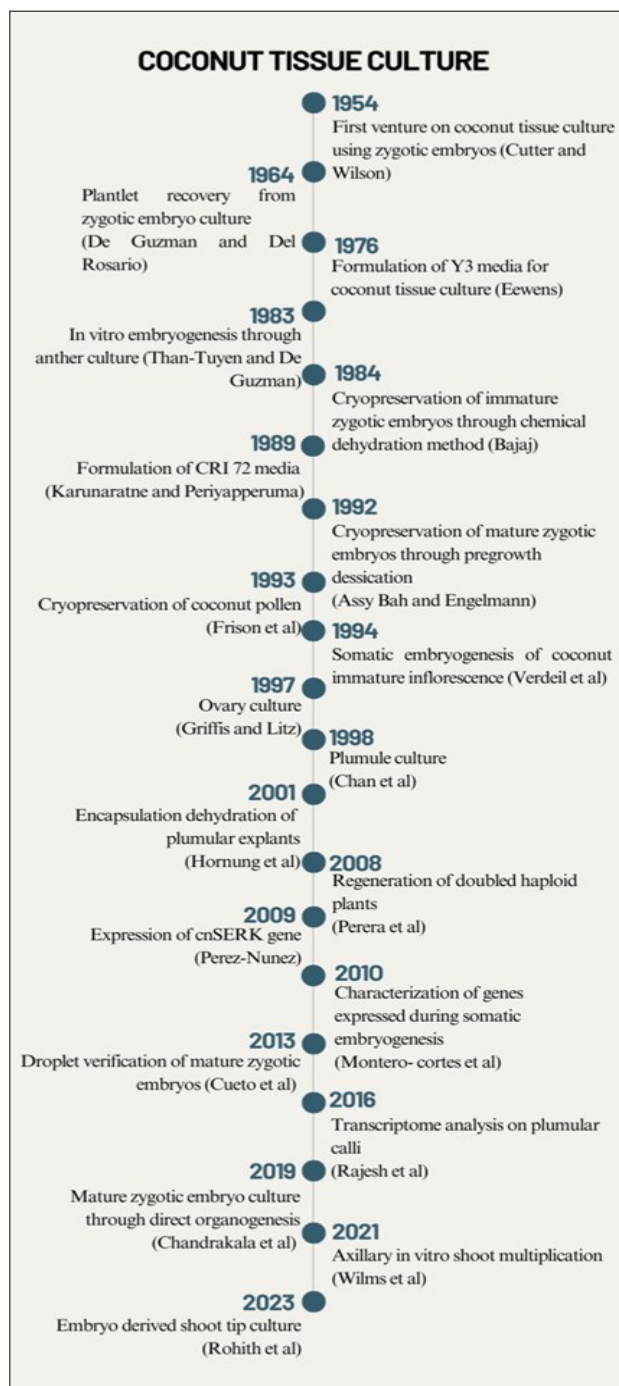 COCONUT TISSUE CULTURE
1954
First venture on coconut tissue culture
using zygotic embryos (Cutter and
Wilson)
1964
Plantlet recovery from
zygotic embryo culture
(De Guzman and Del
Rosario)
1976
Formulation of Y3 media for
coconut tissue culture (Eewens)
1983
In vitro embryogenesis through
anther culture (Than-Tuyen and De
Guzman)
1984
Cryopreservation of immature
zygotic embryos through chemical
dehydration method (Bajaj)
1989
Formulation of CRI 72 media
(Karunaratne and Periyapperuma)
1992
Cryopreservation of mature zygotic
embryos through pregrowth
dessication
(Assy Bah and Engelmann)
1993
Cryopreservation of coconut pollen
(Frison et al)
1994
Somatic embryogenesis of coconut
immature inflorescence (Verdeil et al)
1997
Ovary culture
(Griffis and Litz)
1998
Plumule culture
(Chan et al)
2001
Encapsulation dehydration of
plumular explants
(Hornung et al)
2008
Regeneration of doubled haploid
plants
(Perera et al)
2009
Expression of cnSERK gene
(Perez-Nunez)
2010
Characterization of genes
expressed during somatic
embryogenesis
(Montero- cortes et al)
2013
Droplet verification of mature zygotic
embryos (Cueto et al)
2016
Transcriptome analysis on plumular
calli
(Rajesh et al)
2019
Mature zygotic embryo culture
through direct organogenesis
(Chandrakala et al)
2021
Axillary in vitro shoot multiplication
(Wilms et al)
2023
Embryo derived shoot tip culture
(Rohith et al)